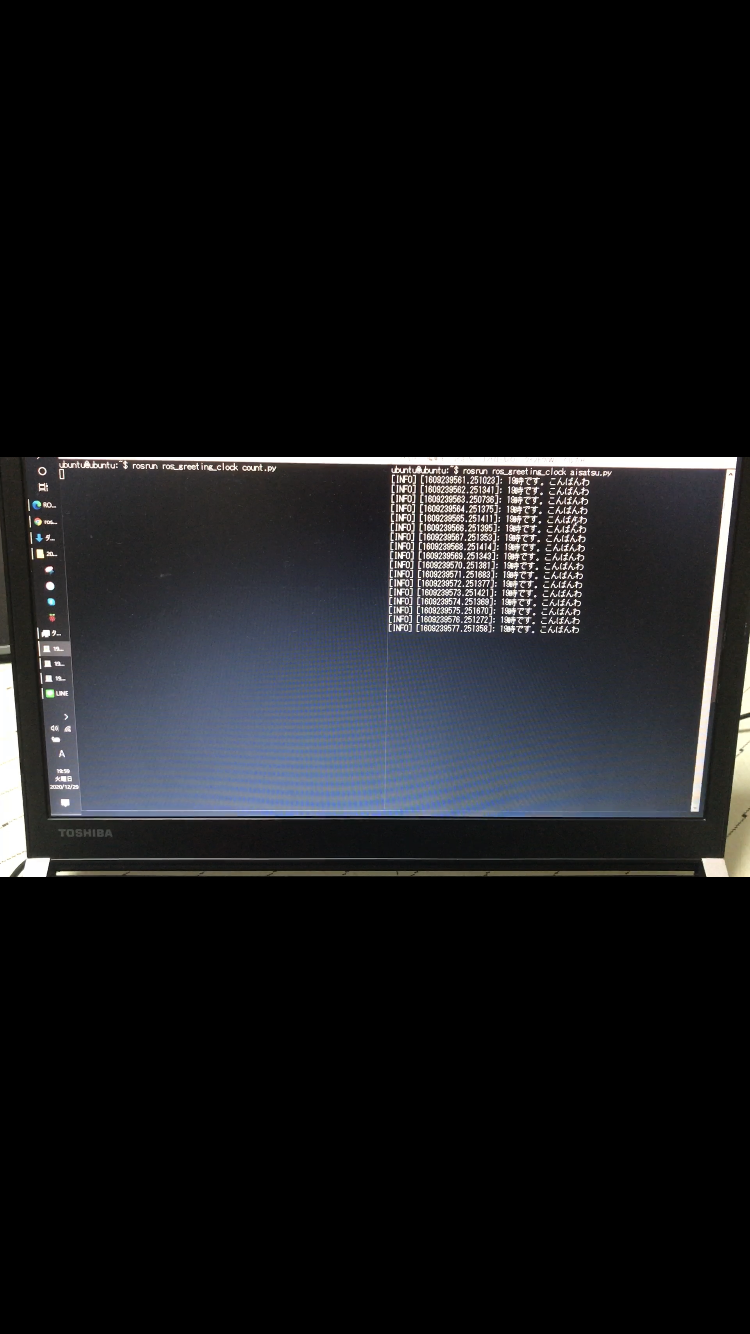 ubuntu@ubuntu:~$ rosrun ros_greeting_clock count.py
ubuntu@ubuntu:~$ rosrun ros_greeting_clock aisatsu.py
[INFO] [1609239561.251023]: 19時です。こんばんわ
[INFO] [1609239562.251341]: 19時です。こんばんわ
[INFO] [1609239563.250736]: 19時です。こんばんわ
[INFO] [1609239564.251375]: 19時です。こんばんわ
[INFO] [1609239565.251411]: 19時です。こんばんわ
[INFO] [1609239566.251395]: 19時です。こんばんわ
[INFO] [1609239567.251353]: 19時です。こんばんわ
[INFO] [1609239568.251414]: 19時です。こんばんわ
[INFO] [1609239569.251343]: 19時です。こんばんわ
[INFO] [1609239570.251381]: 19時です。こんばんわ
[INFO] [1609239571.251683]: 19時です。こんばんわ
[INFO] [1609239572.251377]: 19時です。こんばんわ
[INFO] [1609239573.251421]: 19時です。こんばんわ
[INFO] [1609239574.251369]: 19時です。こんばんわ
[INFO] [1609239575.251670]: 19時です。こんばんわ
[INFO] [1609239576.251272]: 19時です。こんばんわ
[INFO] [1609239577.251358]: 19時です。こんばんわ
RO...
ros...
ダ...
20...
タ...
19...
19...
19...
LINE
A
19:59
火曜日
2020/12/29
TOSHIBA